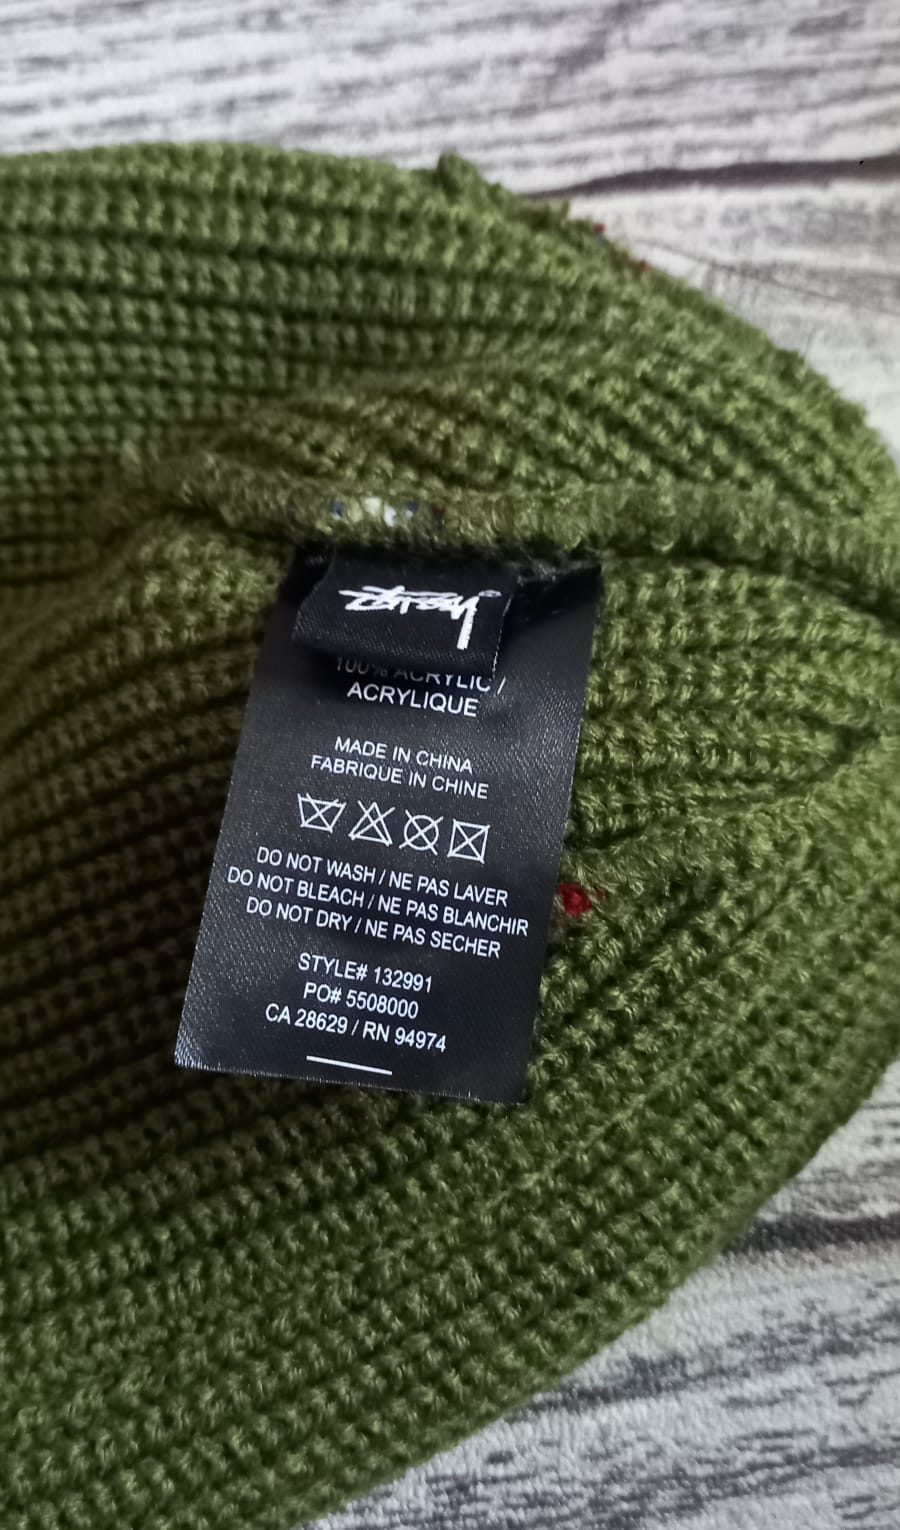 Stüssy
100% ACRYLIC /
ACRYLIQUE
MADE IN CHINA
FABRIQUE IN CHINE
DO NOT WASH / NE PAS LAVER
DO NOT BLEACH / NE PAS BLANCHIR
DO NOT DRY / NE PAS SECHER
STYLE# 132991
PO# 5508000
CA 28629 / RN 94974